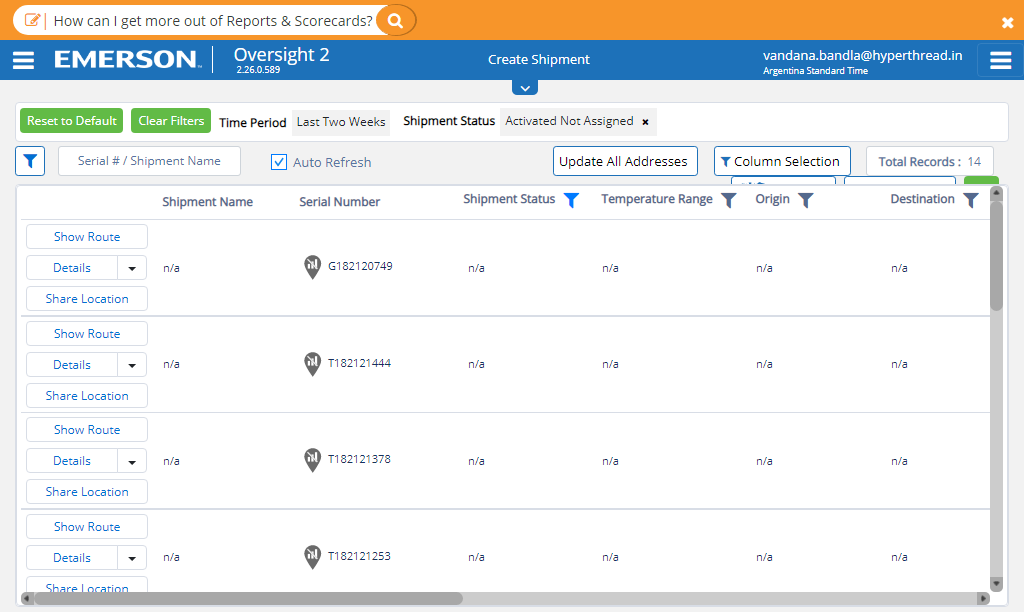 How can I get more out of Reports & Scorecards?
EMERSON™
Oversight 2
2.26.0.589
Create Shipment
vandana.bandla@hyperthread.in
Argentina Standard Time
Reset to Default
Clear Filters
Time Period
Last Two Weeks
Shipment Status
Activated Not Assigned ×
Serial # / Shipment Name
Auto Refresh
Update All Addresses
Column Selection
Total Records : 14
Shipment Name
Serial Number
Shipment Status
Temperature Range
Origin
Destination
Show Route
Details
Share Location
n/a
G182120749
n/a
n/a
n/a
n/a
Show Route
Details
Share Location
n/a
T182121444
n/a
n/a
n/a
n/a
Show Route
Details
Share Location
n/a
T182121378
n/a
n/a
n/a
n/a
Show Route
Details
Share Location
n/a
T182121253
n/a
n/a
n/a
n/a